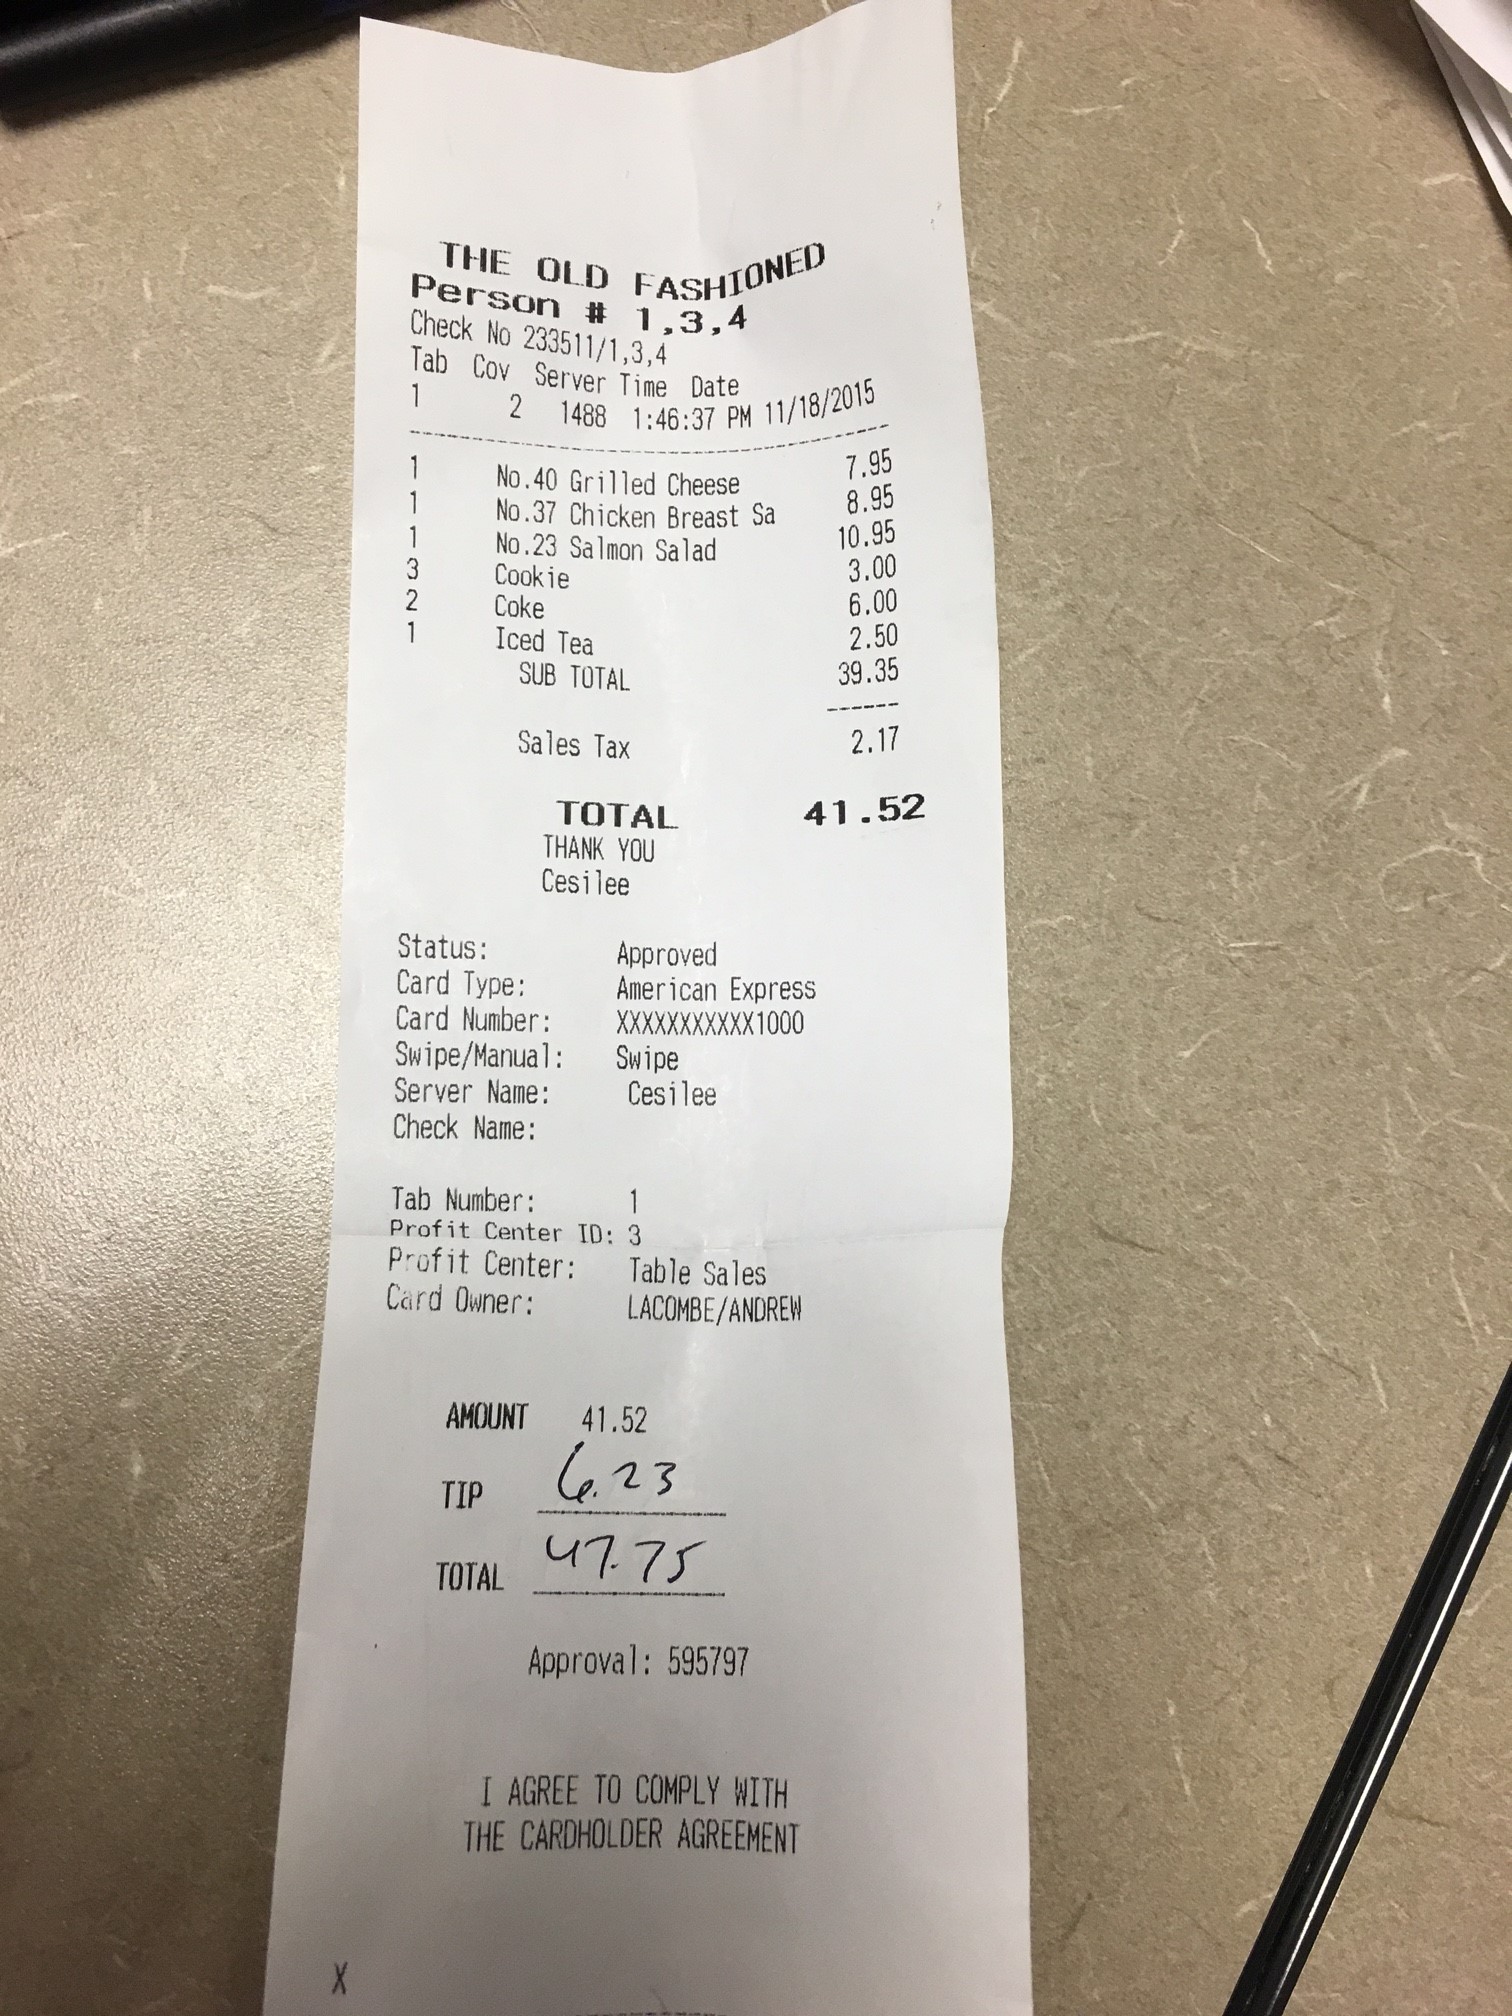 THE OLD FASHIONED
Person # 1,3,4
Check No 233511/1,3,4
Tab Cov Server Time Date
1 2 1488 1:46:37 PM 11/18/2015
1 No.40 Grilled Cheese 7.95
1 No.37 Chicken Breast Sa 8.95
1 No.23 Salmon Salad 10.95
3 Cookie 3.00
2 Coke 6.00
1 Iced Tea 2.50
SUB TOTAL 39.35
Sales Tax 2.17
TOTAL 41.52
THANK YOU
Cesilee
Status: Approved
Card Type: American Express
Card Number: XXXXXXXXXXX1000
Swipe/Manual: Swipe
Server Name: Cesilee
Check Name:
Tab Number: 1
Profit Center ID: 3
Profit Center: Table Sales
Card Owner: LACOMBE/ANDREW
AMOUNT 41.52
TIP 6.23
TOTAL 47.75
Approval: 595797
I AGREE TO COMPLY WITH
THE CARDHOLDER AGREEMENT
X